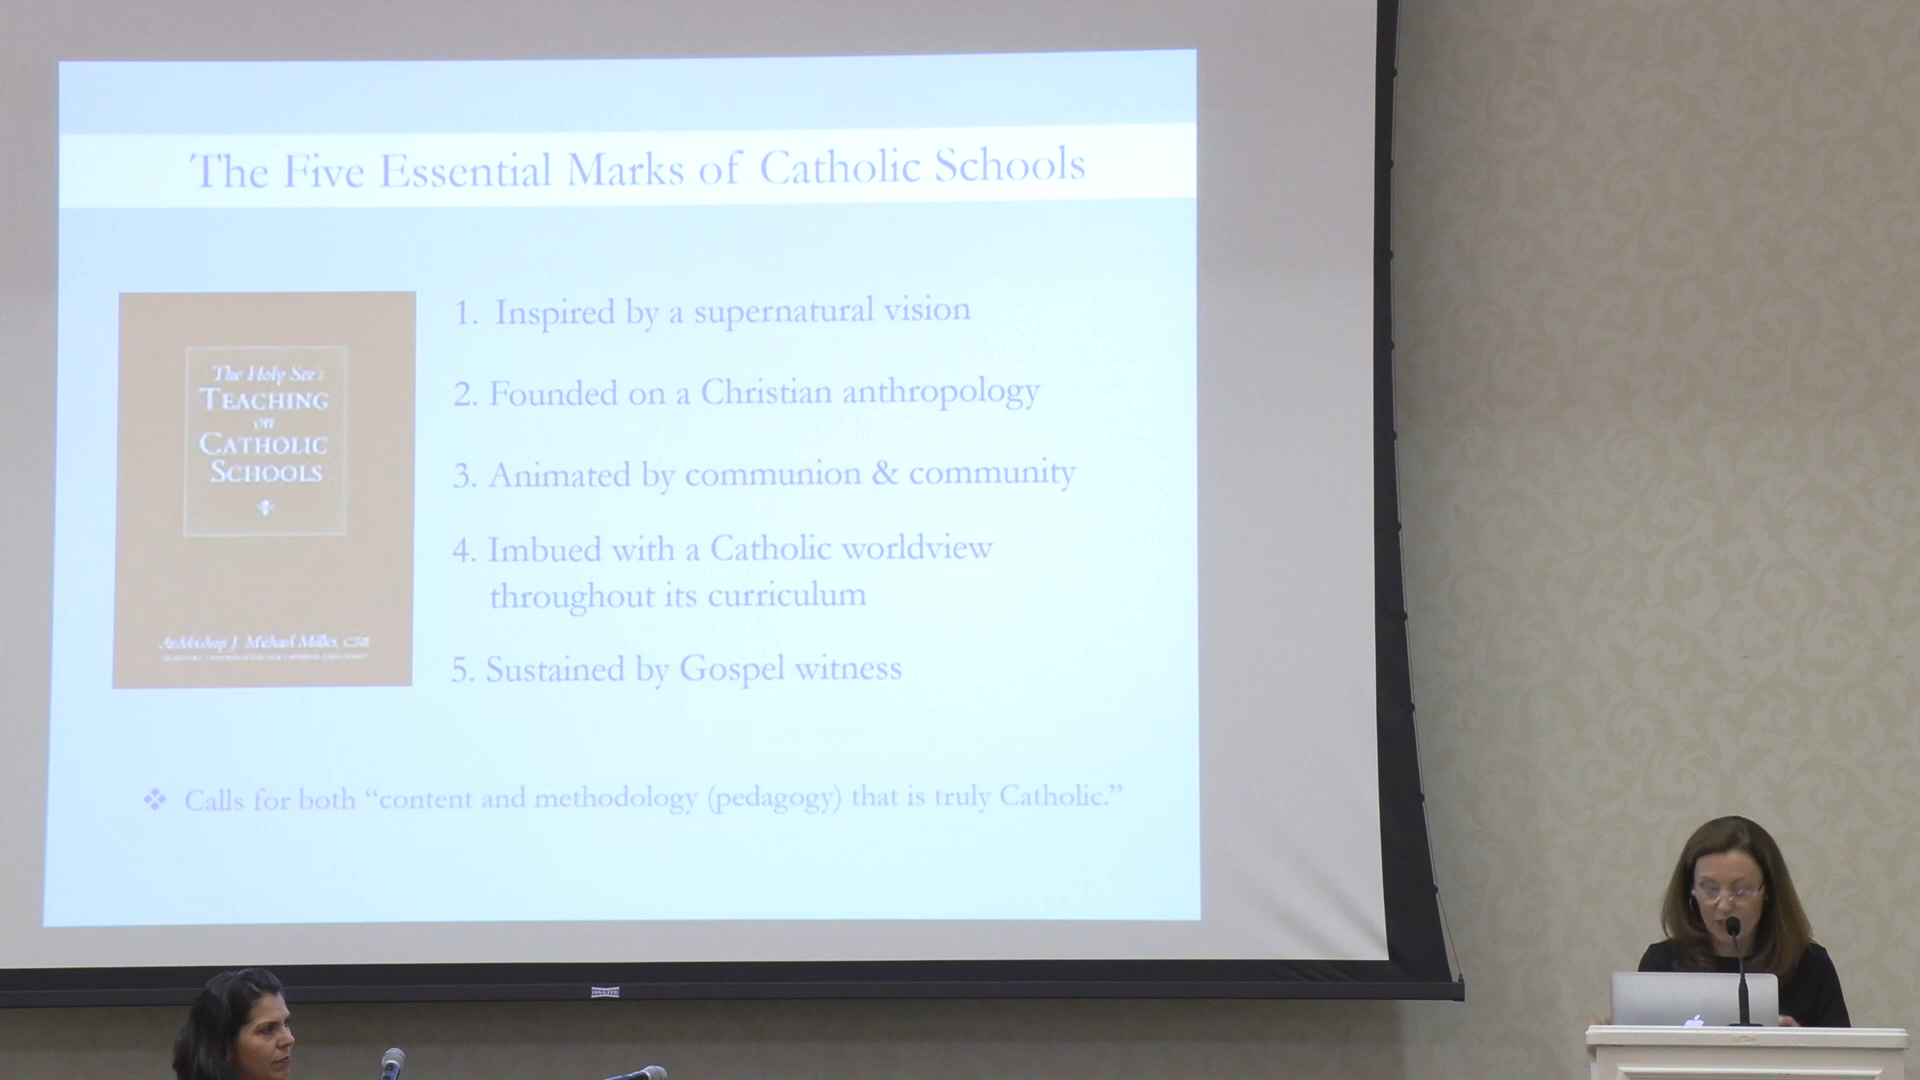 The Five Essential Marks of Catholic Schools
The Holy See's
TEACHING
on
CATHOLIC
SCHOOLS
Archbishop J. Michael Miller, CSB
1. Inspired by a supernatural vision
2. Founded on a Christian anthropology
3. Animated by communion & community
4. Imbued with a Catholic worldview
throughout its curriculum
5. Sustained by Gospel witness
❖ Calls for both “content and methodology (pedagogy) that is truly Catholic.”
DA-LITE